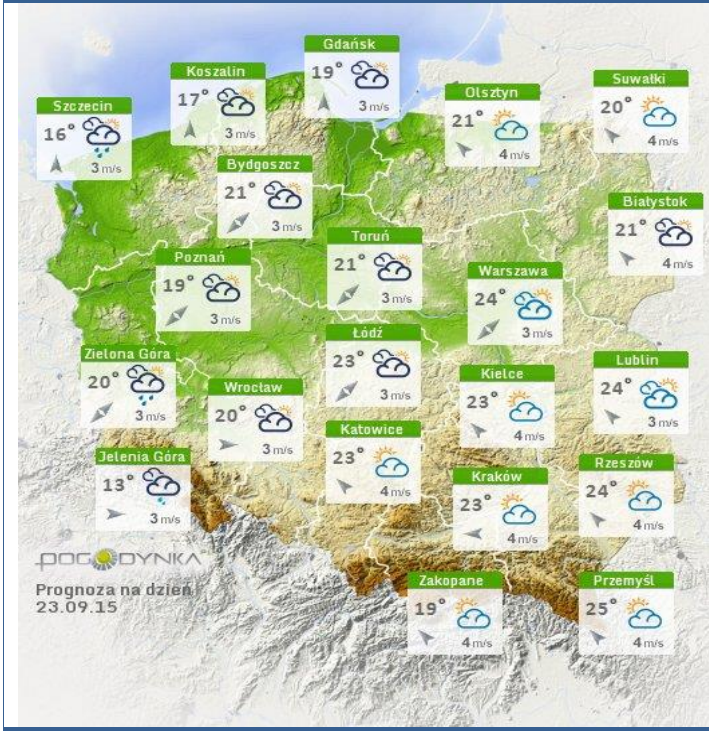 Gdańsk
19°
3 m/s
Koszalin
17°
3 m/s
Suwałki
20°
4 m/s
Olsztyn
21°
4 m/s
Szczecin
16°
3 m/s
Bydgoszcz
21°
3 m/s
Białystok
21°
4 m/s
Toruń
21°
3 m/s
Poznań
19°
3 m/s
Warszawa
24°
3 m/s
Łódź
23°
3 m/s
Zielona Góra
20°
3 m/s
Lublin
24°
3 m/s
Kielce
23°
4 m/s
Wrocław
20°
3 m/s
Katowice
23°
4 m/s
Jelenia Góra
13°
3 m/s
Rzeszów
24°
4 m/s
Kraków
23°
4 m/s
POGODYNKA
Prognoza na dzień
23.09.15
Zakopane
19°
4 m/s
Przemyśl
25°
4 m/s